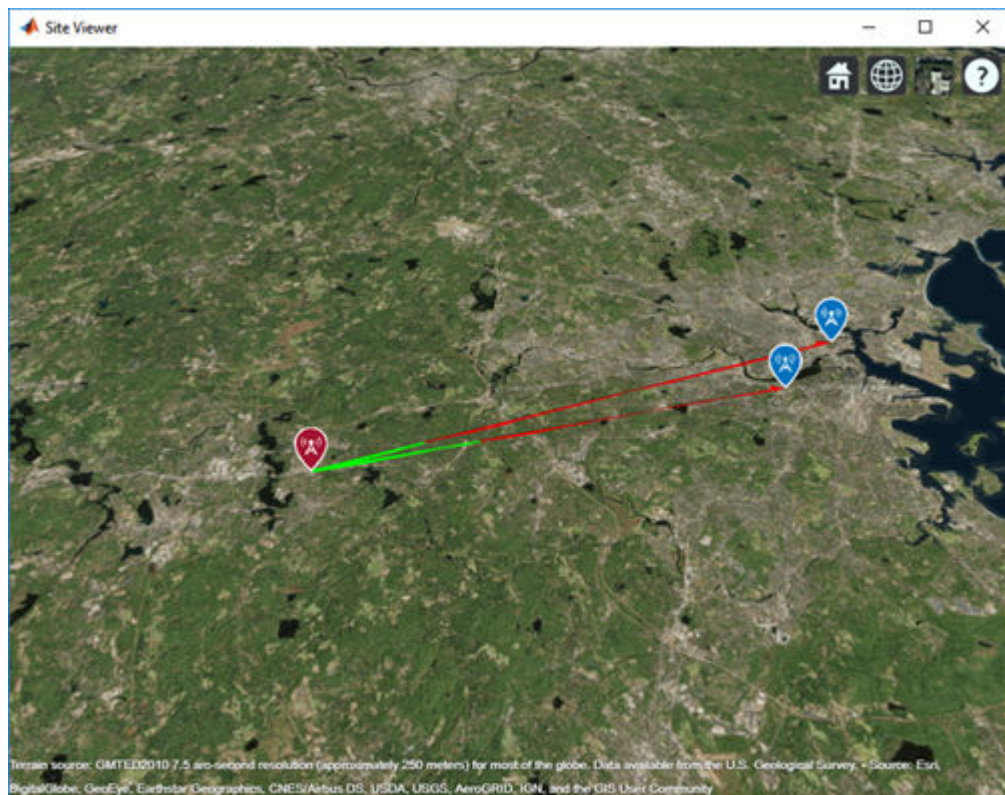 Site Viewer
?
Terrain source: GMTED2010 7.5 arc-second resolution (approximately 250 meters) for most of the globe. Data available from the U.S. Geological Survey. • Source: Esri,
DigitalGlobe, GeoEye, Earthstar Geographics, CNES/Airbus DS, USDA, USGS, AeroGRID, IGN, and the GIS User Community